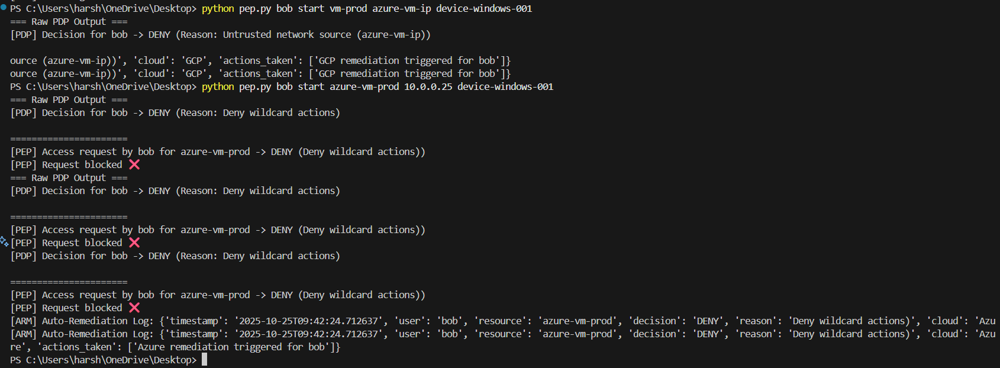 PS C:\Users\harsh\OneDrive\Desktop> python pep.py bob start vm-prod azure-vm-ip device-windows-001
=== Raw PDP Output ===
[PDP] Decision for bob -> DENY (Reason: Untrusted network source (azure-vm-ip))
ource (azure-vm-ip))', 'cloud': 'GCP', 'actions_taken': ['GCP remediation triggered for bob']}
ource (azure-vm-ip))', 'cloud': 'GCP', 'actions_taken': ['GCP remediation triggered for bob']}
PS C:\Users\harsh\OneDrive\Desktop> python pep.py bob start azure-vm-prod 10.0.0.25 device-windows-001
=== Raw PDP Output ===
[PDP] Decision for bob -> DENY (Reason: Deny wildcard actions)
======================
[PEP] Access request by bob for azure-vm-prod -> DENY (Deny wildcard actions))
[PEP] Request blocked ❌
=== Raw PDP Output ===
[PDP] Decision for bob -> DENY (Reason: Deny wildcard actions)
======================
[PEP] Access request by bob for azure-vm-prod -> DENY (Deny wildcard actions))
[PEP] Request blocked ❌
[PDP] Decision for bob -> DENY (Reason: Deny wildcard actions)
======================
[PEP] Access request by bob for azure-vm-prod -> DENY (Deny wildcard actions))
[PEP] Request blocked ❌
[ARM] Auto-Remediation Log: {'timestamp': '2025-10-25T09:42:24.712637', 'user': 'bob', 'resource': 'azure-vm-prod', 'decision': 'DENY', 'reason': 'Deny wildcard actions)', 'cloud': 'Azu
[ARM] Auto-Remediation Log: {'timestamp': '2025-10-25T09:42:24.712637', 'user': 'bob', 'resource': 'azure-vm-prod', 'decision': 'DENY', 'reason': 'Deny wildcard actions)', 'cloud': 'Azu
re', 'actions_taken': ['Azure remediation triggered for bob']}
PS C:\Users\harsh\OneDrive\Desktop>